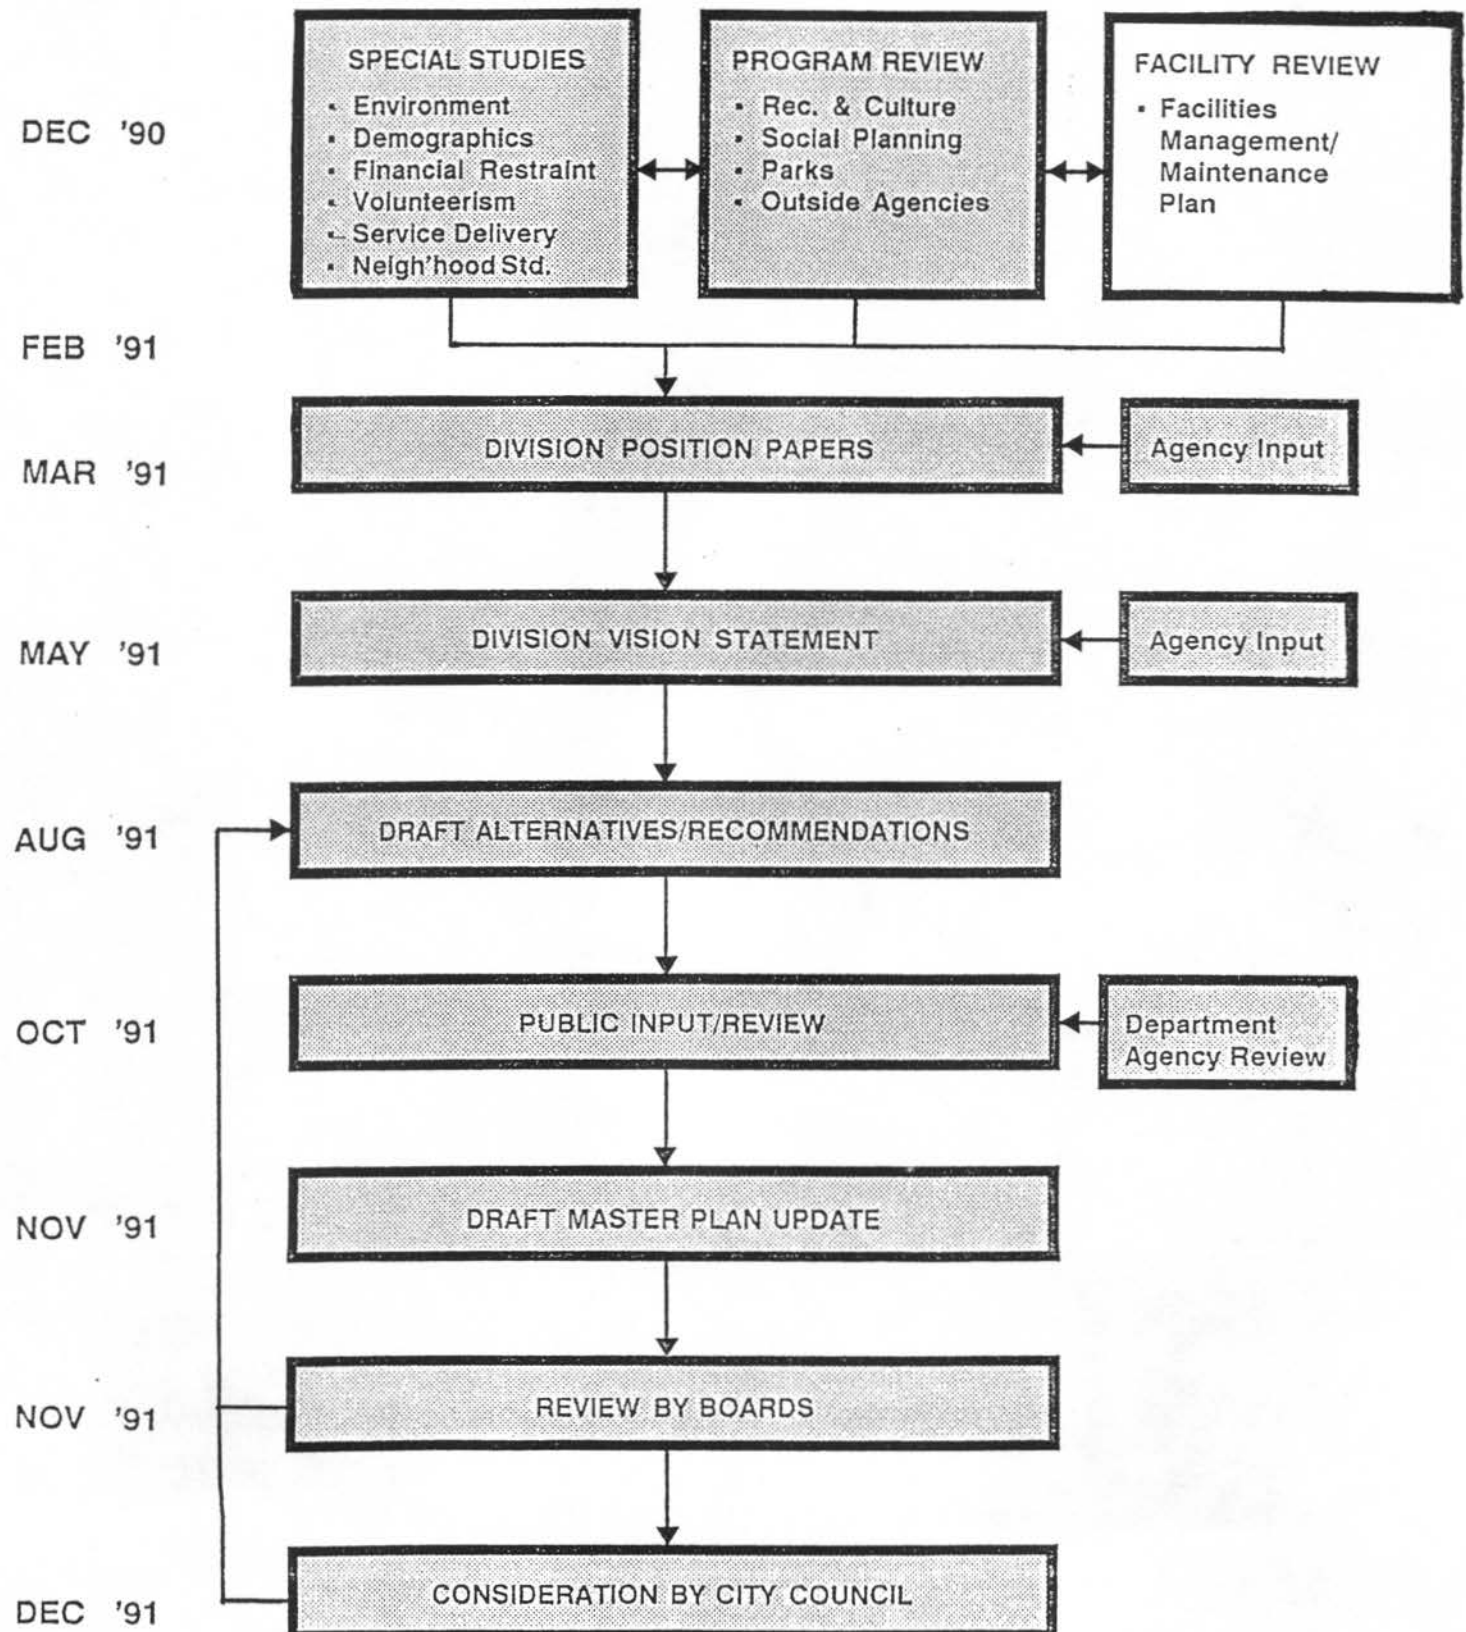 DEC '90
SPECIAL STUDIES
▪ Environment
▪ Demographics
▪ Financial Restraint
▪ Volunteerism
▪ Service Delivery
▪ Neigh'hood Std.
PROGRAM REVIEW
▪ Rec. & Culture
▪ Social Planning
▪ Parks
▪ Outside Agencies
FACILITY REVIEW
▪ Facilities
Management/
Maintenance
Plan
FEB '91
MAR '91
DIVISION POSITION PAPERS
Agency Input
MAY '91
DIVISION VISION STATEMENT
Agency Input
AUG '91
DRAFT ALTERNATIVES/RECOMMENDATIONS
OCT '91
PUBLIC INPUT/REVIEW
Department
Agency Review
NOV '91
DRAFT MASTER PLAN UPDATE
NOV '91
REVIEW BY BOARDS
DEC '91
CONSIDERATION BY CITY COUNCIL